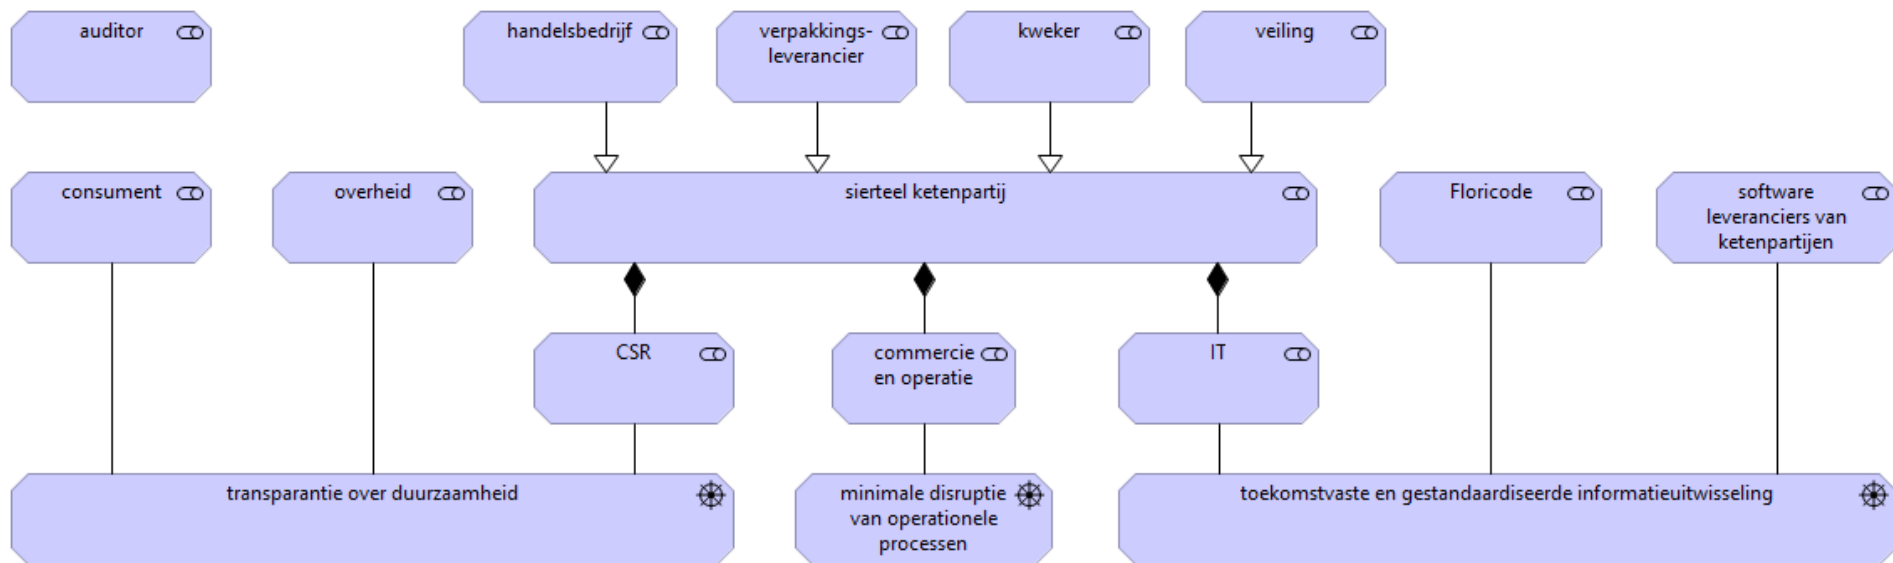 auditor
handelsbedrijf
verpakkings-
leverancier
kweker
veiling
consument
overheid
sierteel ketenpartij
Floricode
software
leveranciers van
ketenpartijen
CSR
commercie
en operatie
IT
transparantie over duurzaamheid
minimale disruptie
van operationele
processen
toekomstvaste en gestandaardiseerde informatieuitwisseling